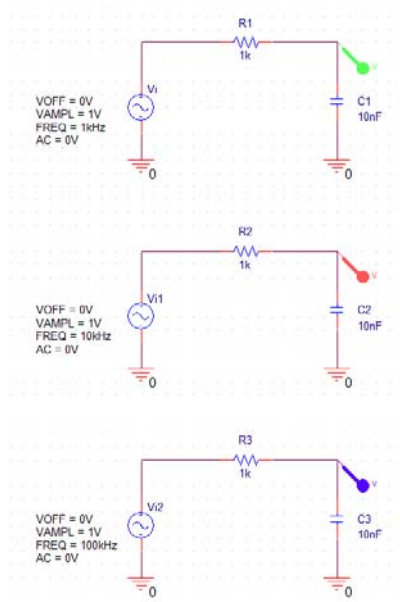 R1
1k
Vi
VOFF = 0V
VAMPL = 1V
FREQ = 1kHz
AC = 0V
C1
10nF
V
0
0
R2
1k
Vi1
VOFF = 0V
VAMPL = 1V
FREQ = 10kHz
AC = 0V
C2
10nF
V
0
0
R3
1k
Vi2
VOFF = 0V
VAMPL = 1V
FREQ = 100kHz
AC = 0V
C3
10nF
V
0
0